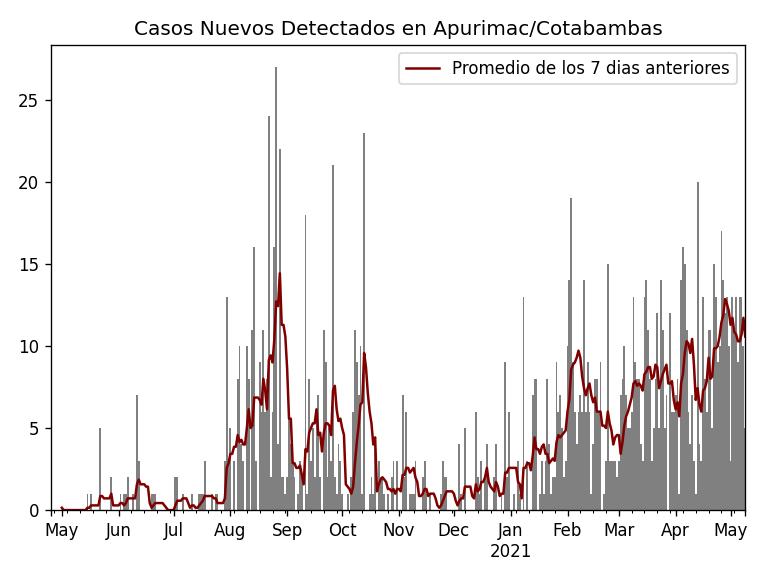 Casos Nuevos Detectados en Apurimac/Cotabambas
Promedio de los 7 dias anteriores
25
20
15
10
5
0
May Jun Jul Aug Sep Oct Nov Dec Jan Feb Mar Apr May
2021